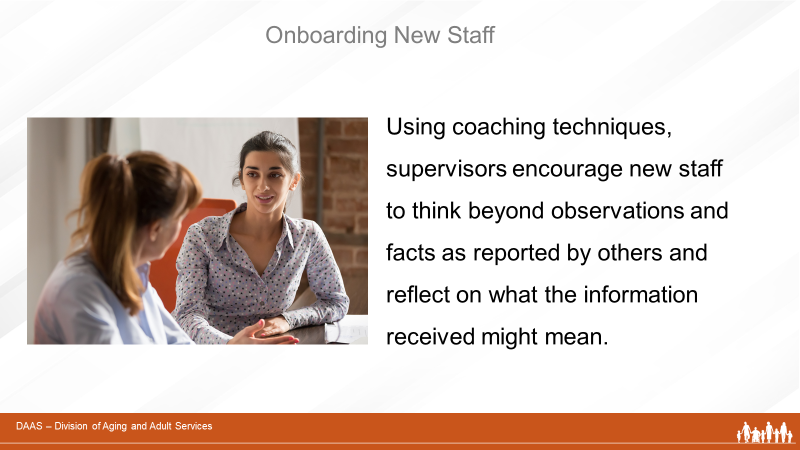 Onboarding New Staff
Using coaching techniques,
supervisors encourage new staff
to think beyond observations and
facts as reported by others and
reflect on what the information
received might mean.
DAAS – Division of Aging and Adult Services